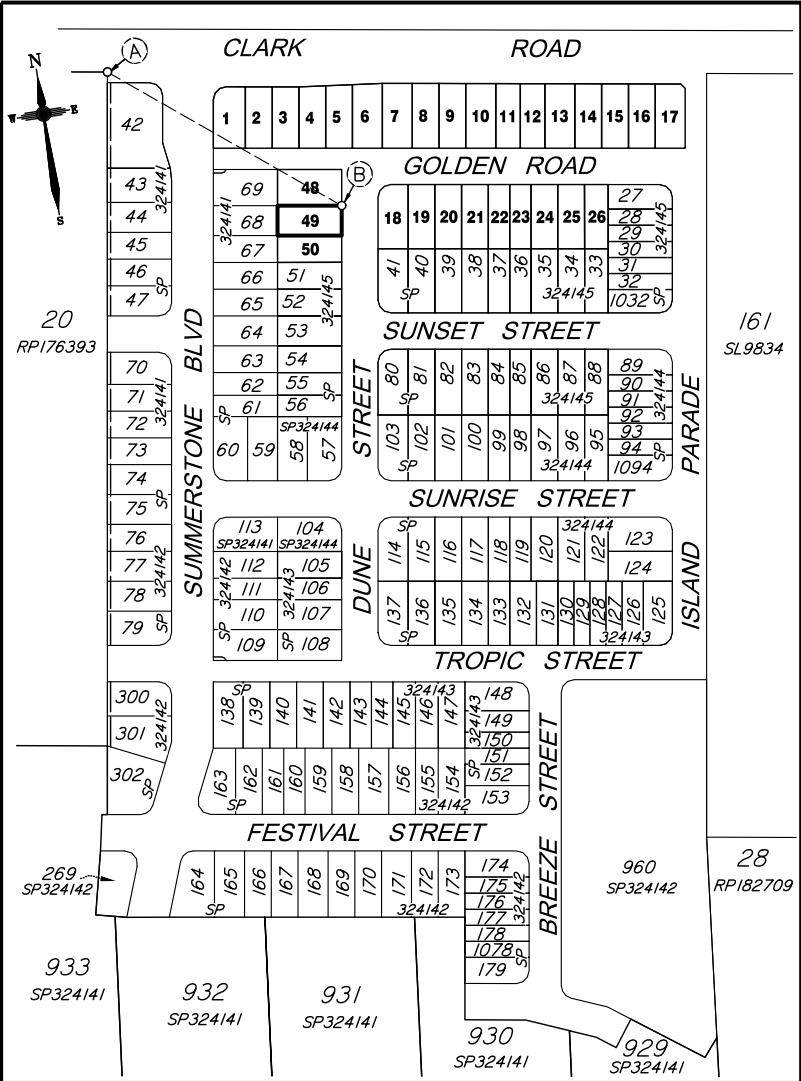 CLARK ROAD
A
N
W E
S
42
1 2 3 4 5 6 7 8 9 10 11 12 13 14 15 16 17
GOLDEN ROAD
B
324141
43
44
45
46
47
SP
69 48
68 49
67 50
324141
66 51
65 52
64 53
63 54
62 55
61 56
324145
SP
SP
SP324144
60 59 58 57
18 19 20 21 22 23 24 25 26
41 40 39 38 37 36 35 34 33
SP 324145
27
28
29
30
31
32
1032
324145
SP
20
RP176393
161
SL9834
SUNSET STREET
SUMMERSTONE BLVD
DUNE STREET
ISLAND PARADE
70
71
72
73
74
75
76
77
78
79
324141
SP
324142
SP
80 81 82 83 84 85 86 87 88
SP 324145
103 102 101 100 99 98 97 96 95
SP 324144
89
90
91
92
93
94
1094
324144
SP
SUNRISE STREET
113 104
SP324141 SP324144
112 105
111 106
110 107
109 108
324142
SP
324143
SP
114 115 116 117 118 119 120 121 122
SP 324144
123
124
137 136 135 134 133 132 131 130 129 128 127 126 125
SP 324143
TROPIC STREET
300
301
302
324142
SP
138 139 140 141 142 143 144 145 146 147
SP 324143
148
149
150
151
152
153
324143
SP
163 162 161 160 159 158 157 156 155 154
SP 324142
FESTIVAL STREET
BREEZE STREET
269
SP324142
164 165 166 167 168 169 170 171 172 173
SP 324142
174
175
176
177
178
1078
179
324142
SP
960
SP324142
28
RP182709
933
SP324141
932
SP324141
931
SP324141
930
SP324141
929
SP324141